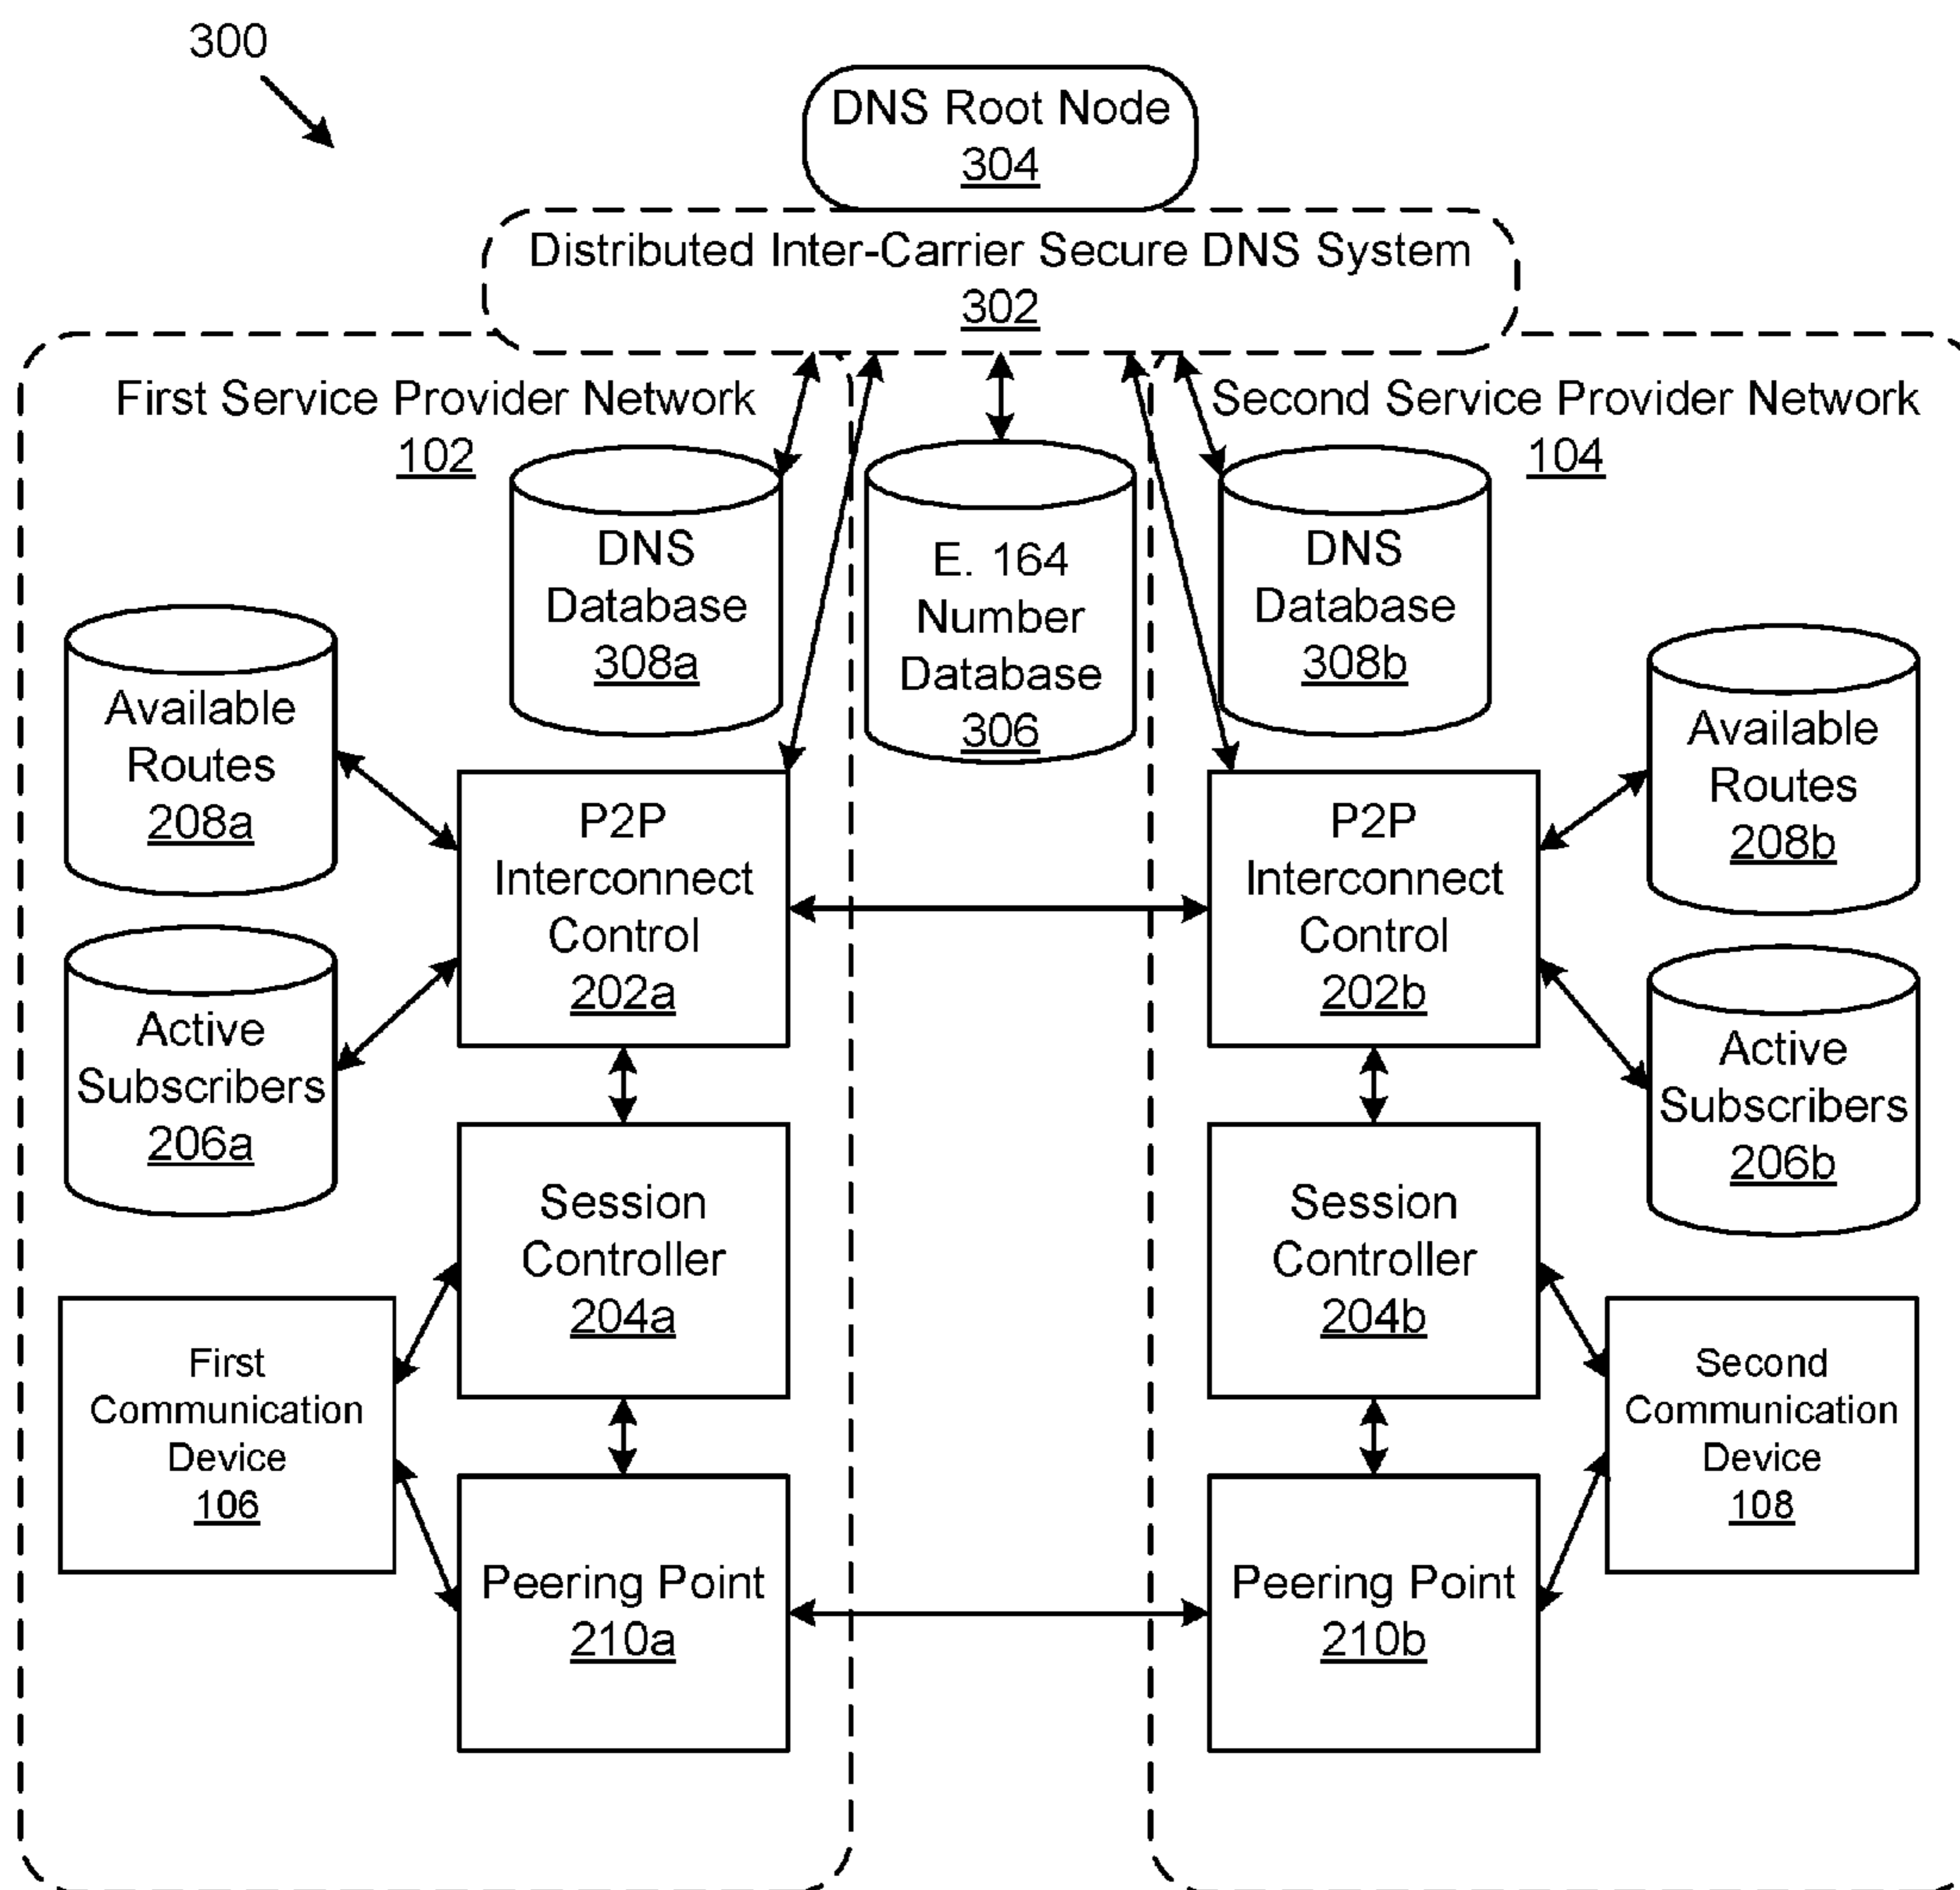 300
DNS Root Node
304
Distributed Inter-Carrier Secure DNS System
302
First Service Provider Network
102
Second Service Provider Network
104
DNS
Database
308a
E. 164
Number
Database
306
DNS
Database
308b
Available
Routes
208a
Available
Routes
208b
P2P
Interconnect
Control
202a
P2P
Interconnect
Control
202b
Active
Subscribers
206a
Active
Subscribers
206b
Session
Controller
204a
Session
Controller
204b
First
Communication
Device
106
Second
Communication
Device
108
Peering Point
210a
Peering Point
210b